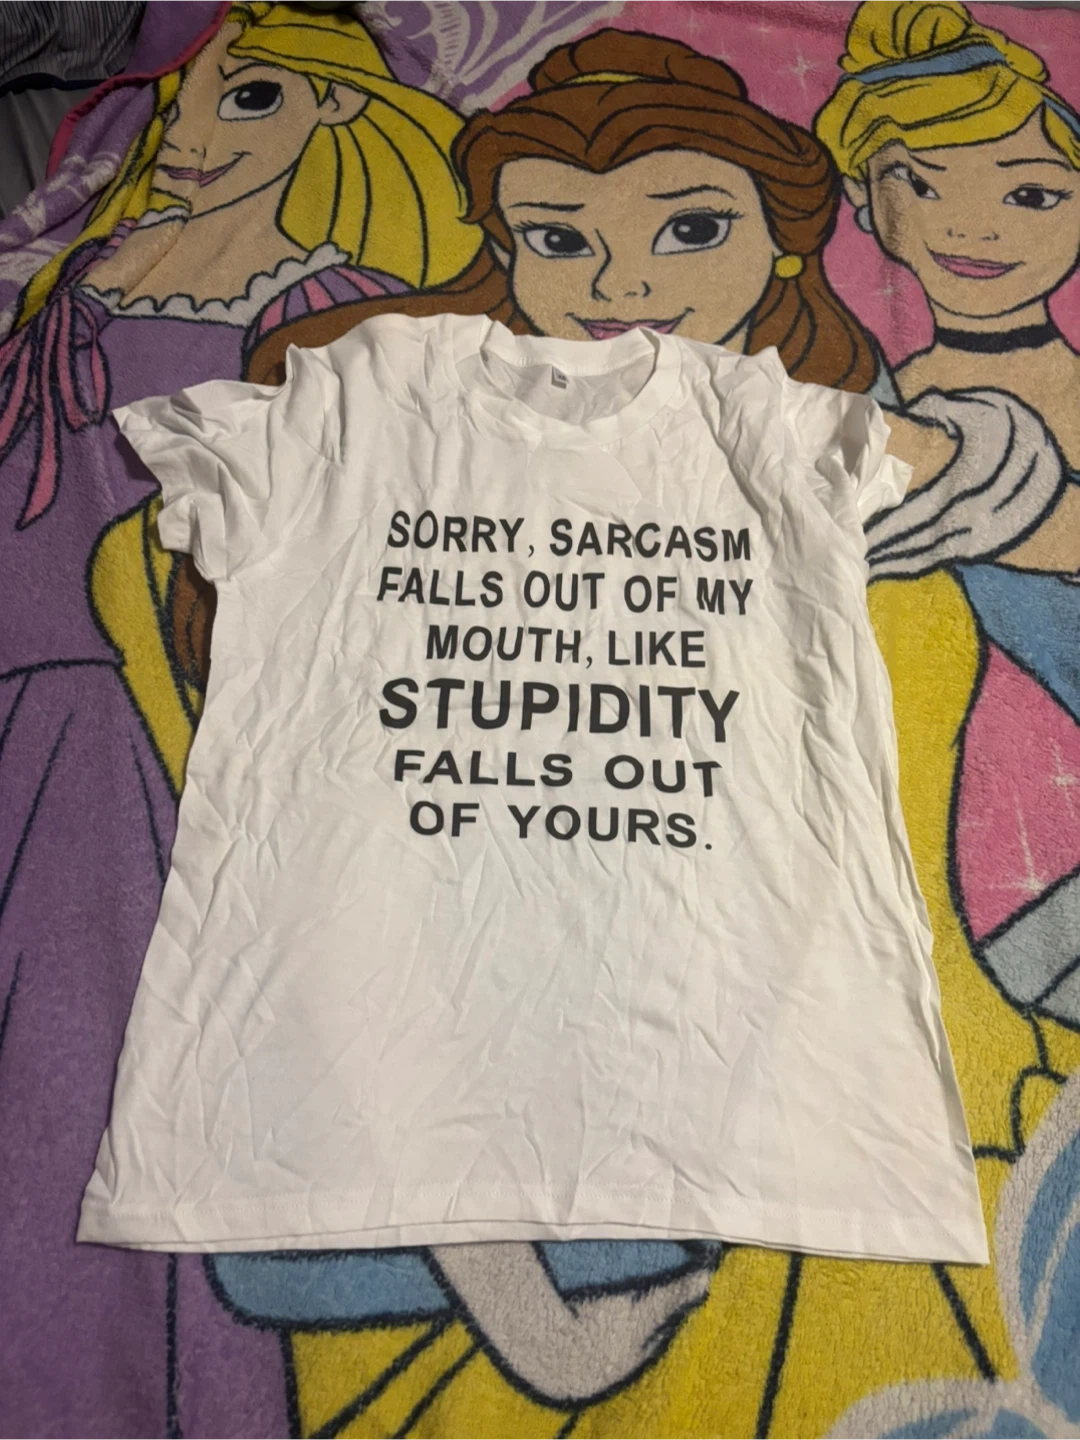 SORRY, SARCASM
FALLS OUT OF MY
MOUTH, LIKE
STUPIDITY
FALLS OUT
OF YOURS.